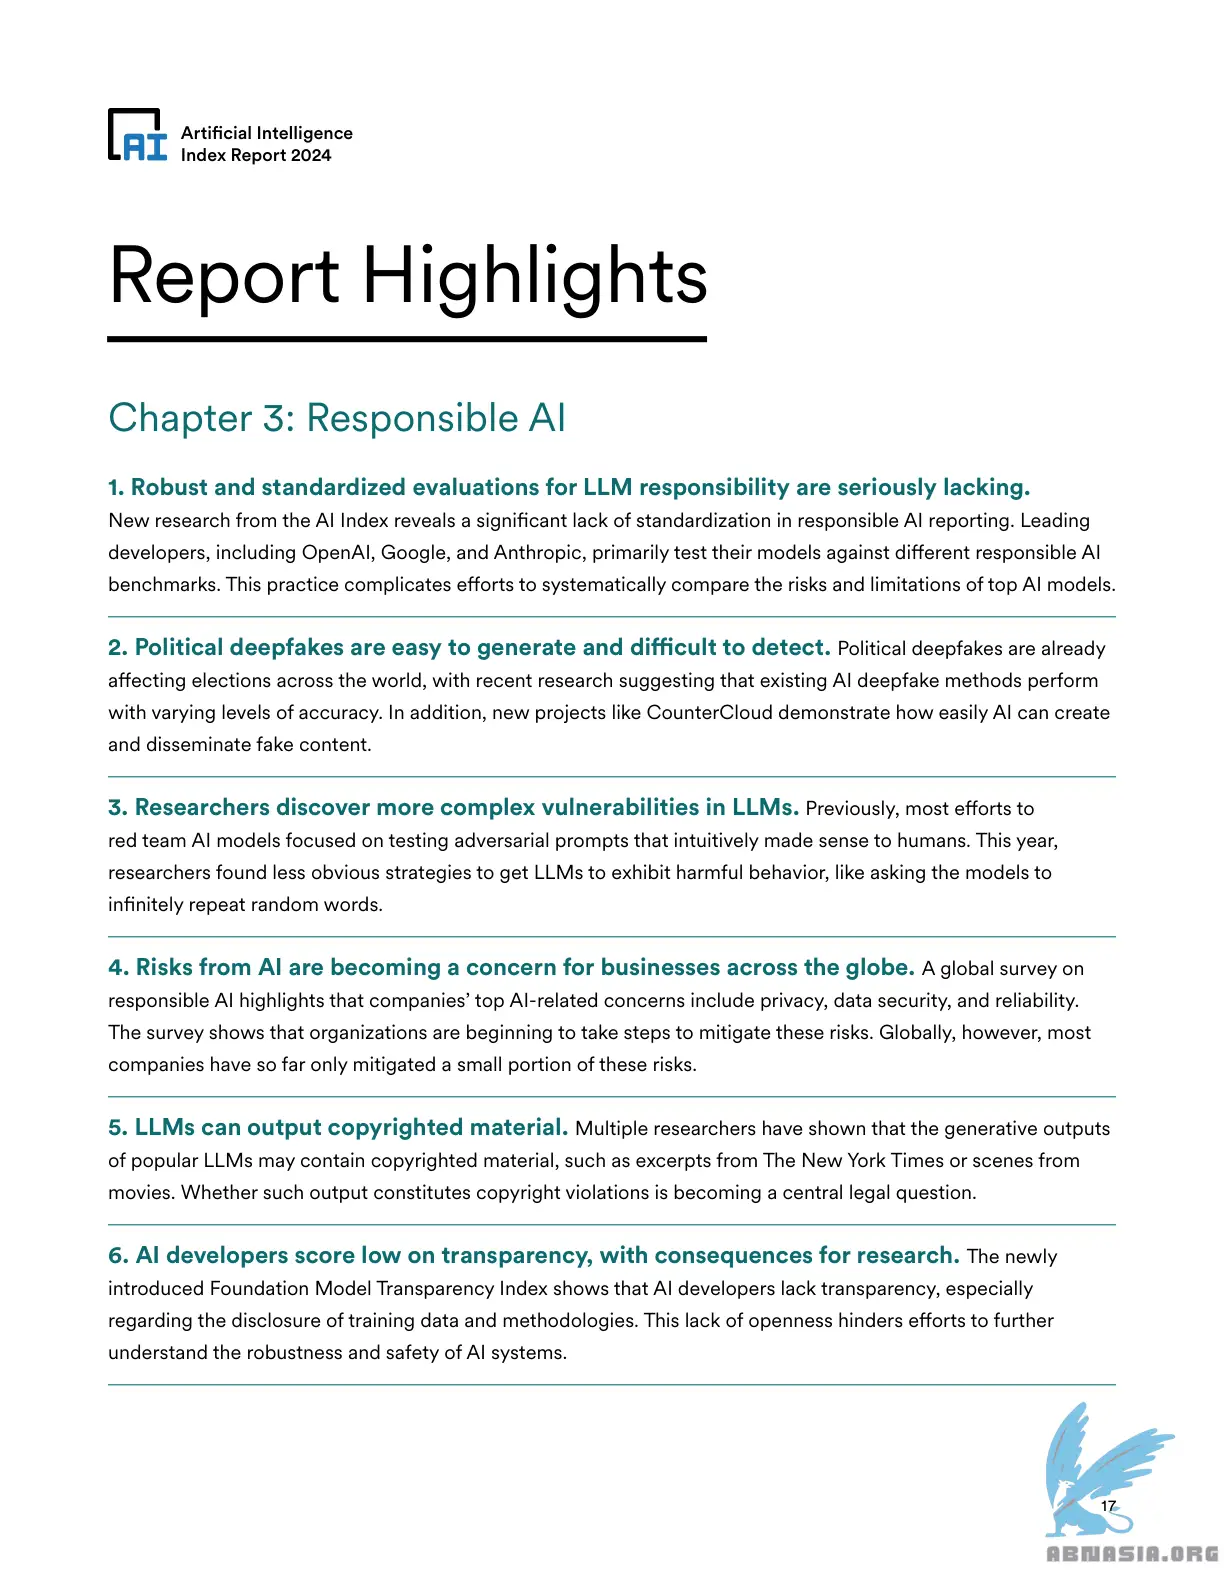 AI
Artificial Intelligence
Index Report 2024
Report Highlights
Chapter 3: Responsible AI
1. Robust and standardized evaluations for LLM responsibility are seriously lacking.
New research from the AI Index reveals a significant lack of standardization in responsible AI reporting. Leading
developers, including OpenAI, Google, and Anthropic, primarily test their models against different responsible AI
benchmarks. This practice complicates efforts to systematically compare the risks and limitations of top AI models.
2. Political deepfakes are easy to generate and difficult to detect. Political deepfakes are already
affecting elections across the world, with recent research suggesting that existing AI deepfake methods perform
with varying levels of accuracy. In addition, new projects like CounterCloud demonstrate how easily AI can create
and disseminate fake content.
3. Researchers discover more complex vulnerabilities in LLMs. Previously, most efforts to
red team AI models focused on testing adversarial prompts that intuitively made sense to humans. This year,
researchers found less obvious strategies to get LLMs to exhibit harmful behavior, like asking the models to
infinitely repeat random words.
4. Risks from AI are becoming a concern for businesses across the globe. A global survey on
responsible AI highlights that companies’ top AI-related concerns include privacy, data security, and reliability.
The survey shows that organizations are beginning to take steps to mitigate these risks. Globally, however, most
companies have so far only mitigated a small portion of these risks.
5. LLMs can output copyrighted material. Multiple researchers have shown that the generative outputs
of popular LLMs may contain copyrighted material, such as excerpts from The New York Times or scenes from
movies. Whether such output constitutes copyright violations is becoming a central legal question.
6. AI developers score low on transparency, with consequences for research. The newly
introduced Foundation Model Transparency Index shows that AI developers lack transparency, especially
regarding the disclosure of training data and methodologies. This lack of openness hinders efforts to further
understand the robustness and safety of AI systems.
17
ABNASIA.ORG